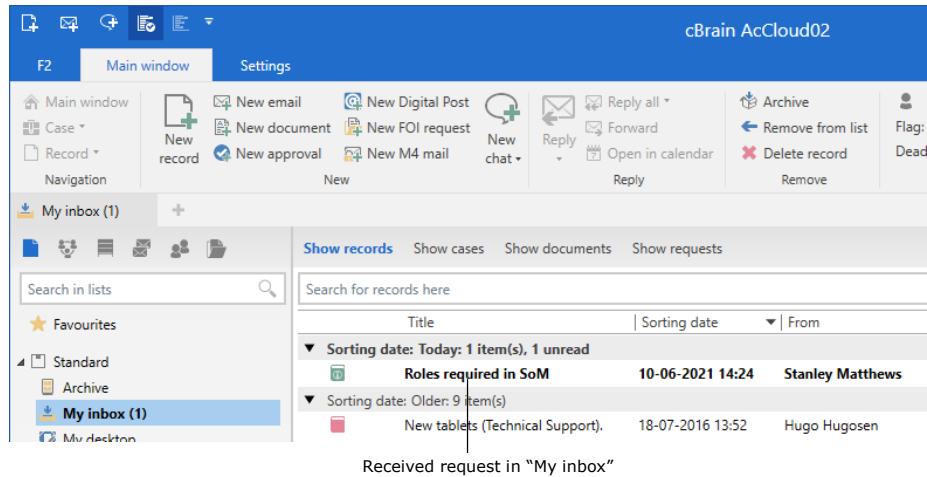 cBrain AcCloud02
F2 Main window Settings
Main window New email New Digital Post Reply all Archive
Case New document New FOI request Forward Remove from list Flag:
New record New New chat Reply
Record New approval New M4 mail Open in calendar Delete record Dead
Navigation New Reply Remove
My inbox (1) +
Show records Show cases Show documents Show requests
Search in lists Search for records here
Favourites Title Sorting date From
Sorting date: Today: 1 item(s), 1 unread
Standard Roles required in SoM 10-06-2021 14:24 Stanley Matthews
Archive Sorting date: Older: 9 item(s)
My inbox (1) New tablets (Technical Support). 18-07-2016 13:52 Hugo Hugosen
My desktop
Received request in “My inbox”